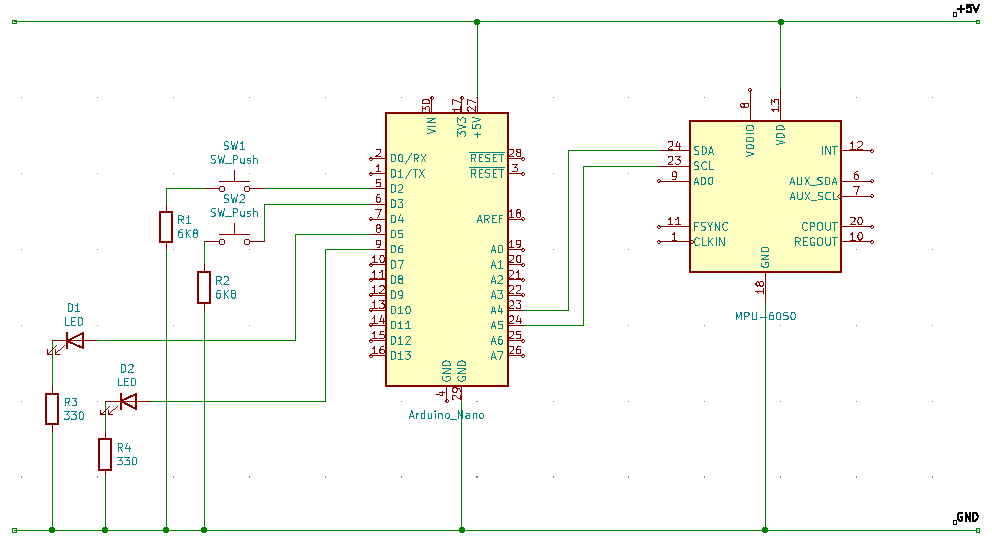 +5V
30
17
27
VIN
3V3
+5V
2 D0/RX RESET 28
1 D1/TX RESET 3
5 D2
6 D3
7 D4 AREF 18
8 D5
9 D6 A0 19
10 D7 A1 20
11 D8 A2 21
12 D9 A3 22
13 D10 A4 23
14 D11 A5 24
15 D12 A6 25
16 D13 A7 26
GND
GND
4
29
Arduino_Nano
SW1
SW_Push
SW2
SW_Push
R1
6K8
R2
6K8
D1
LED
D2
LED
R3
330
R4
330
8
13
VDDIO
VDD
24 SDA INT 12
23 SCL
9 AD0 AUX_SDA 6
AUX_SCL 7
11 FSYNC CPOUT 20
1 CLKIN REGOUT 10
GND
18
MPU-6050
GND